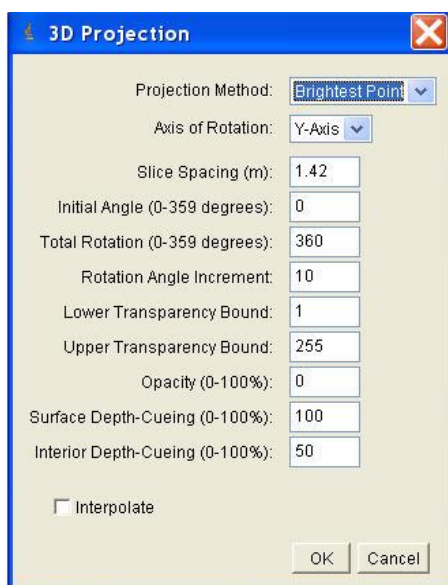 3D Projection
Projection Method: Brightest Point
Axis of Rotation: Y-Axis
Slice Spacing (m): 1.42
Initial Angle (0-359 degrees): 0
Total Rotation (0-359 degrees): 360
Rotation Angle Increment: 10
Lower Transparency Bound: 1
Upper Transparency Bound: 255
Opacity (0-100%): 0
Surface Depth-Cueing (0-100%): 100
Interior Depth-Cueing (0-100%): 50
Interpolate
OK Cancel